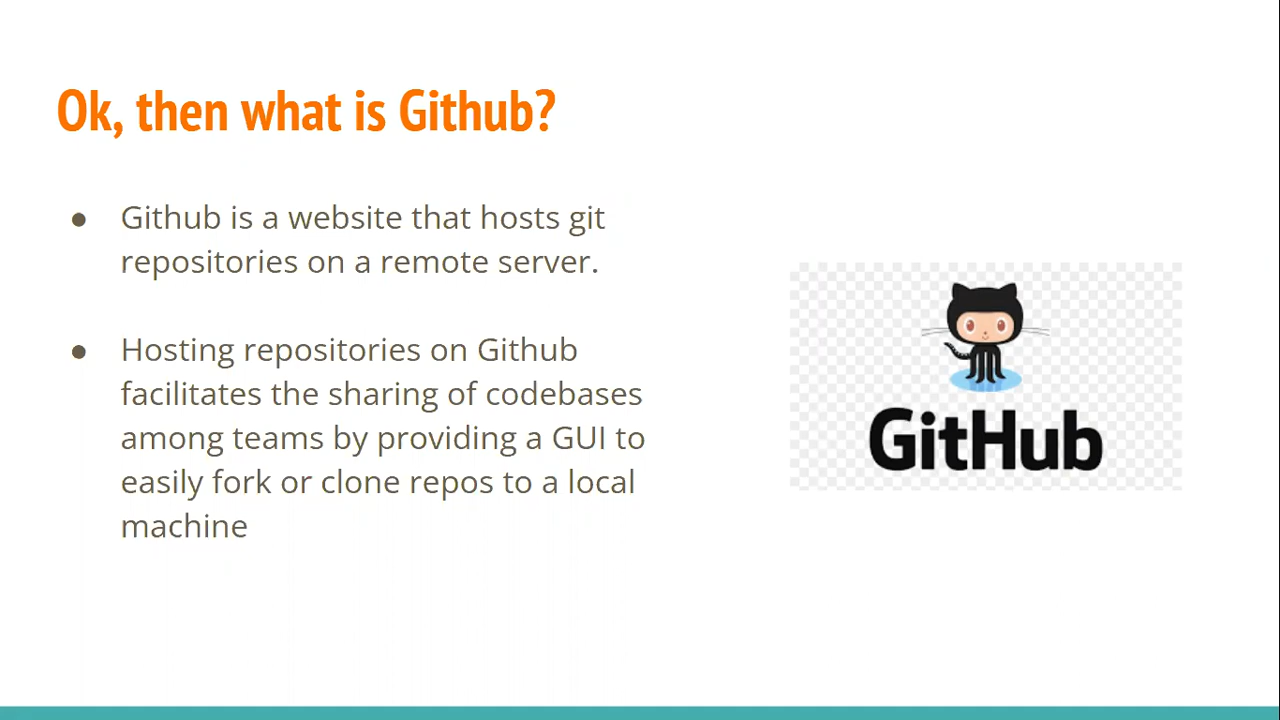 Ok, then what is Github?
● Github is a website that hosts git
repositories on a remote server.
● Hosting repositories on Github
facilitates the sharing of codebases
among teams by providing a GUI to
easily fork or clone repos to a local
machine
GitHub